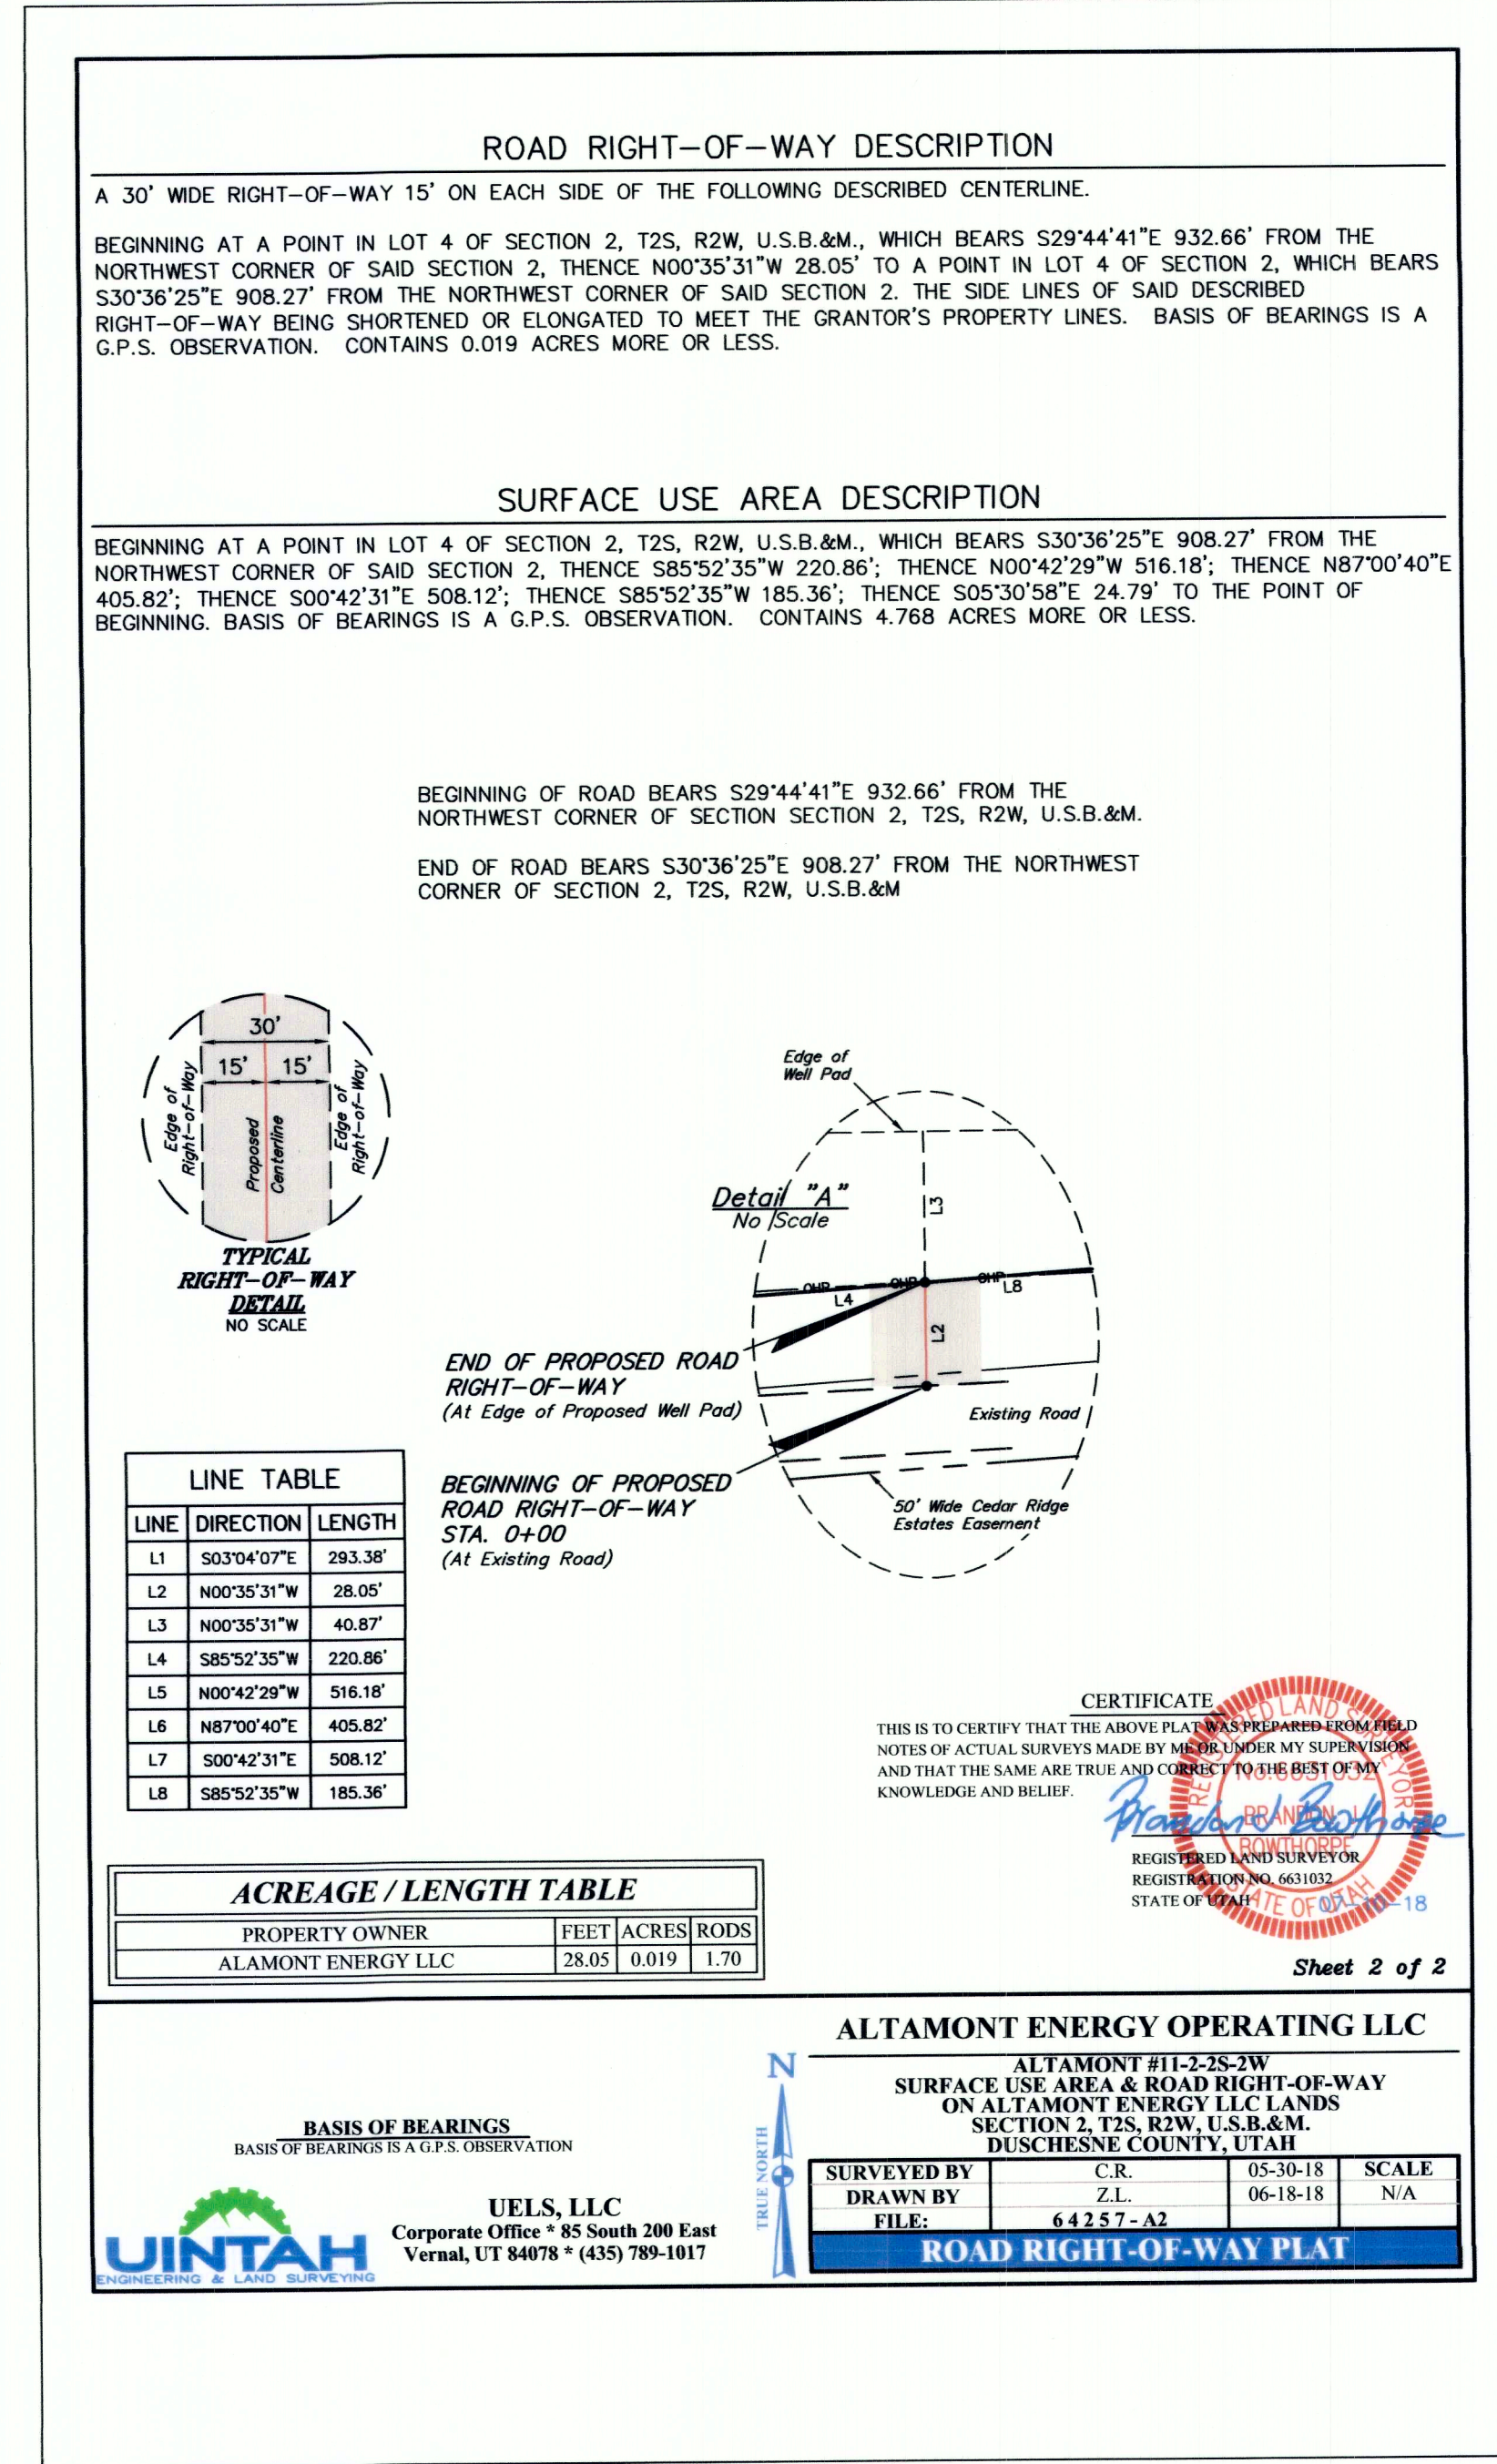 ROAD RIGHT-OF-WAY DESCRIPTION
A 30' WIDE RIGHT-OF-WAY 15' ON EACH SIDE OF THE FOLLOWING DESCRIBED CENTERLINE.
BEGINNING AT A POINT IN LOT 4 OF SECTION 2, T2S, R2W, U.S.B.&M., WHICH BEARS S29°44'41"E 932.66' FROM THE
NORTHWEST CORNER OF SAID SECTION 2, THENCE N00°35'31"W 28.05' TO A POINT IN LOT 4 OF SECTION 2, WHICH BEARS
S30°36'25"E 908.27' FROM THE NORTHWEST CORNER OF SAID SECTION 2. THE SIDE LINES OF SAID DESCRIBED
RIGHT-OF-WAY BEING SHORTENED OR ELONGATED TO MEET THE GRANTOR'S PROPERTY LINES. BASIS OF BEARINGS IS A
G.P.S. OBSERVATION. CONTAINS 0.019 ACRES MORE OR LESS.
SURFACE USE AREA DESCRIPTION
BEGINNING AT A POINT IN LOT 4 OF SECTION 2, T2S, R2W, U.S.B.&M., WHICH BEARS S30°36'25"E 908.27' FROM THE
NORTHWEST CORNER OF SAID SECTION 2, THENCE S85°52'35"W 220.86'; THENCE N00°42'29"W 516.18'; THENCE N87°00'40"E
405.82'; THENCE S00°42'31"E 508.12'; THENCE S85°52'35"W 185.36'; THENCE S05°30'58"E 24.79' TO THE POINT OF
BEGINNING. BASIS OF BEARINGS IS A G.P.S. OBSERVATION. CONTAINS 4.768 ACRES MORE OR LESS.
BEGINNING OF ROAD BEARS S29°44'41"E 932.66' FROM THE
NORTHWEST CORNER OF SECTION SECTION 2, T2S, R2W, U.S.B.&M.
END OF ROAD BEARS S30°36'25"E 908.27' FROM THE NORTHWEST
CORNER OF SECTION 2, T2S, R2W, U.S.B.&M
30'
15' 15'
Edge of
Right-of-Way
Proposed
Centerline
Edge of
Right-of-Way
TYPICAL
RIGHT-OF-WAY
DETAIL
NO SCALE
Edge of
Well Pad
Detail "A"
No Scale
L3
OHP OHP OHP
L4 L8
L2
END OF PROPOSED ROAD
RIGHT-OF-WAY
(At Edge of Proposed Well Pad)
Existing Road
BEGINNING OF PROPOSED
ROAD RIGHT-OF-WAY
STA. 0+00
(At Existing Road)
50' Wide Cedar Ridge
Estates Easement
LINE TABLE
LINE DIRECTION LENGTH
L1 S03°04'07"E 293.38'
L2 N00°35'31"W 28.05'
L3 N00°35'31"W 40.87'
L4 S85°52'35"W 220.86'
L5 N00°42'29"W 516.18'
L6 N87°00'40"E 405.82'
L7 S00°42'31"E 508.12'
L8 S85°52'35"W 185.36'
CERTIFICATE
THIS IS TO CERTIFY THAT THE ABOVE PLAT WAS PREPARED FROM FIELD
NOTES OF ACTUAL SURVEYS MADE BY ME OR UNDER MY SUPERVISION
AND THAT THE SAME ARE TRUE AND CORRECT TO THE BEST OF MY
KNOWLEDGE AND BELIEF.
REGISTERED LAND SURVEYOR
No. 6631032
BRANDON J.
BOWTHORPE
STATE OF UTAH
Brandon J Bowthorpe
REGISTERED LAND SURVEYOR
REGISTRATION NO. 6631032
STATE OF UTAH
07-10-18
ACREAGE / LENGTH TABLE
PROPERTY OWNER FEET ACRES RODS
ALAMONT ENERGY LLC 28.05 0.019 1.70
Sheet 2 of 2
BASIS OF BEARINGS
BASIS OF BEARINGS IS A G.P.S. OBSERVATION
UINTAH
ENGINEERING & LAND SURVEYING
UELS, LLC
Corporate Office * 85 South 200 East
Vernal, UT 84078 * (435) 789-1017
N
TRUE NORTH
ALTAMONT ENERGY OPERATING LLC
ALTAMONT #11-2-2S-2W
SURFACE USE AREA & ROAD RIGHT-OF-WAY
ON ALTAMONT ENERGY LLC LANDS
SECTION 2, T2S, R2W, U.S.B.&M.
DUSCHESNE COUNTY, UTAH
SURVEYED BY C.R. 05-30-18 SCALE
DRAWN BY Z.L. 06-18-18 N/A
FILE: 64257-A2
ROAD RIGHT-OF-WAY PLAT